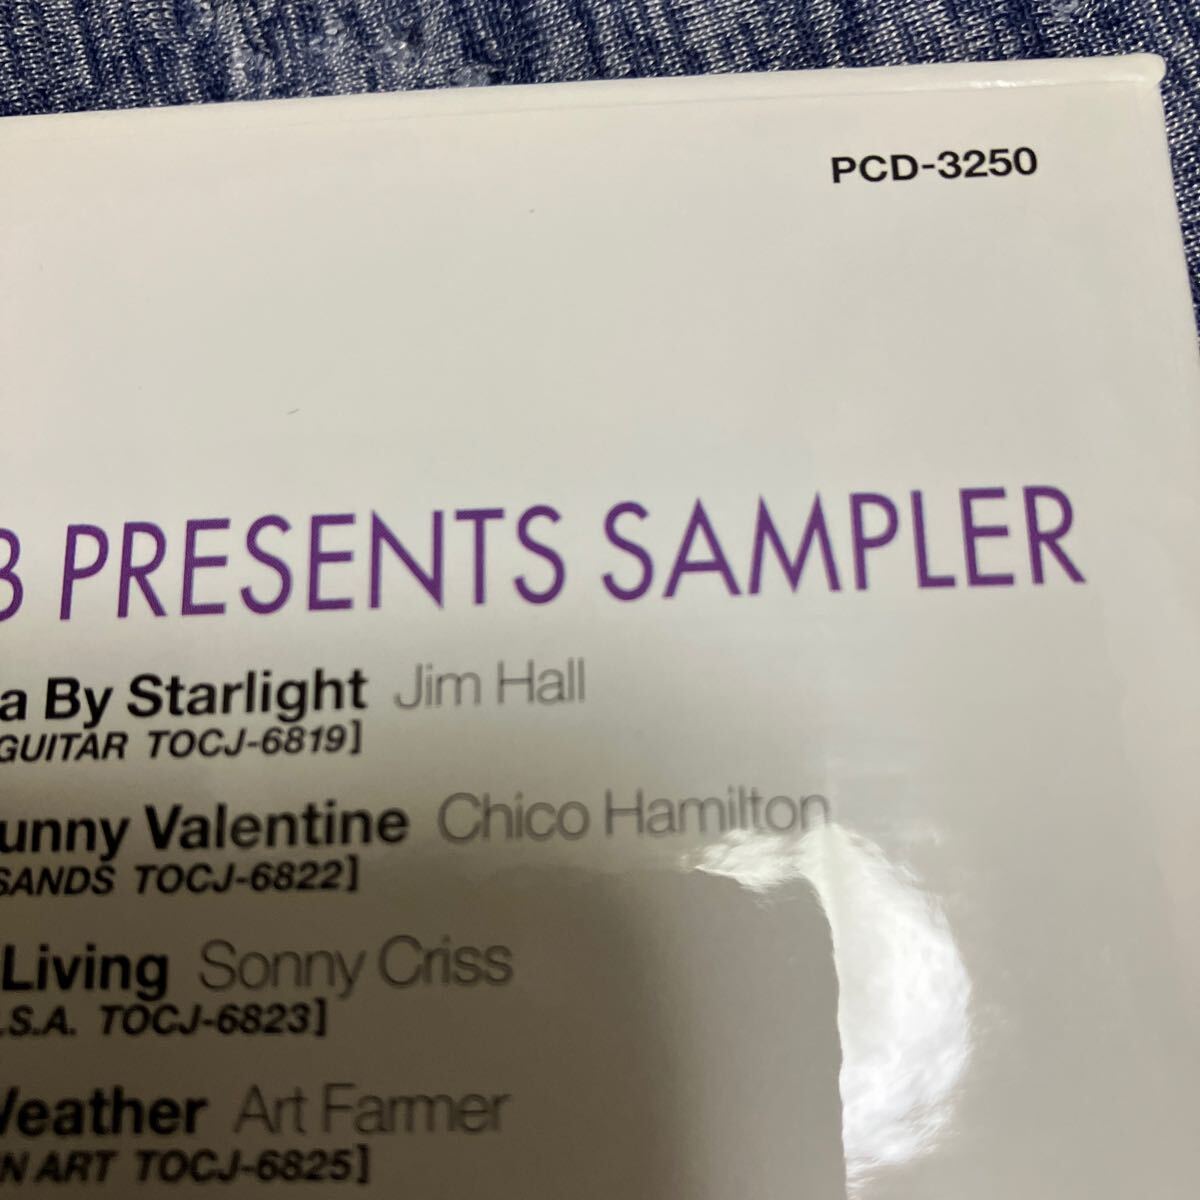 PCD-3250
B PRESENTS SAMPLER
a By Starlight Jim Hall
GUITAR TOCJ-6819]
unny Valentine Chico Hamilton
SANDS TOCJ-6822]
Living Sonny Criss
.S.A. TOCJ-6823]
Weather Art Farmer
N ART TOCJ-6825]